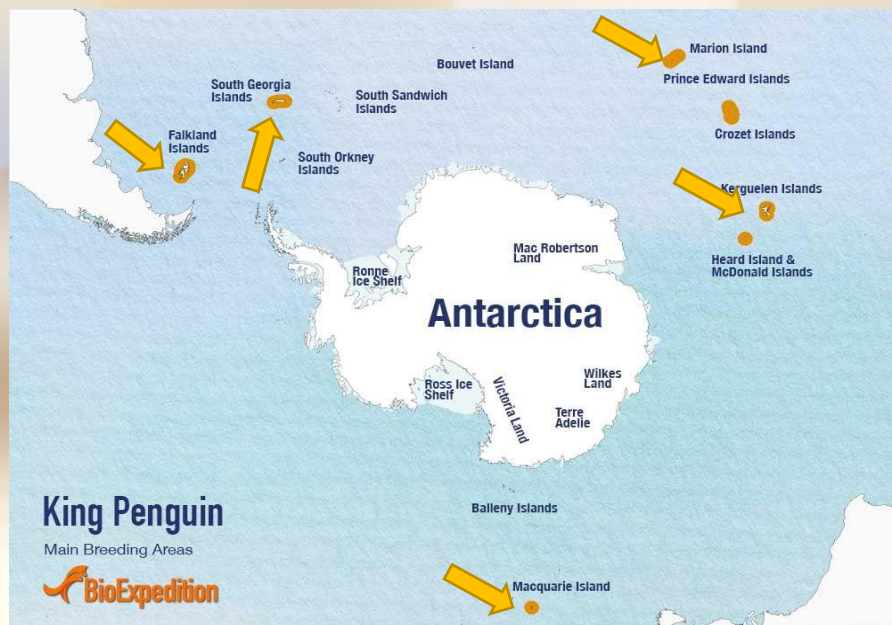 Bouvet Island
Marion Island
Prince Edward Islands
South Georgia
Islands
South Sandwich
Islands
Crozet Islands
Falkland
Islands
South Orkney
Islands
Kerguelen Islands
Mac Robertson
Land
Heard Island &
McDonald Islands
Ronne
Ice Shelf
Antarctica
Ross Ice
Shelf
Victoria Land
Wilkes
Land
Terre
Adelie
King Penguin
Main Breeding Areas
BioExpedition
Balleny Islands
Macquarie Island